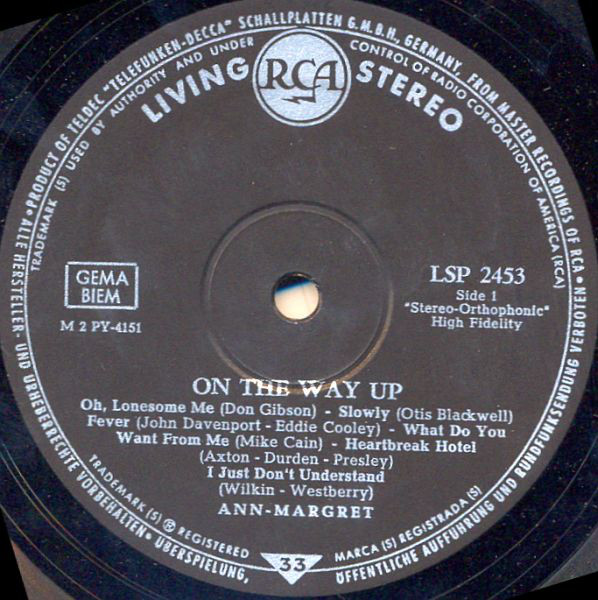 PRODUCT OF TELDEC "TELEFUNKEN-DECCA" SCHALLPLATTEN G.M.B.H, GERMANY, FROM MASTER RECORDINGS OF RCA • ALLE HERSTELLER- UND URHEBERRECHTE VORBEHALTEN • ÜBERSPIELUNG, ÖFFENTLICHE AUFFÜHRUNG UND RUNDFUNKSENDUNG VERBOTEN •
TRADEMARK (S) USED BY AUTHORITY AND UNDER CONTROL OF RADIO CORPORATION OF AMERICA (RCA)
LIVING RCA STEREO
GEMA
BIEM
M 2 PY-4151
LSP 2453
Side 1
"Stereo-Orthophonic"
High Fidelity
ON THE WAY UP
Oh, Lonesome Me (Don Gibson) - Slowly (Otis Blackwell)
Fever (John Davenport - Eddie Cooley) - What Do You
Want From Me (Mike Cain) - Heartbreak Hotel
(Axton - Durden - Presley)
I Just Don't Understand
(Wilkin - Westberry)
ANN-MARGRET
TRADEMARK (S) ® REGISTERED
33
MARCA (S) REGISTRADA (S)